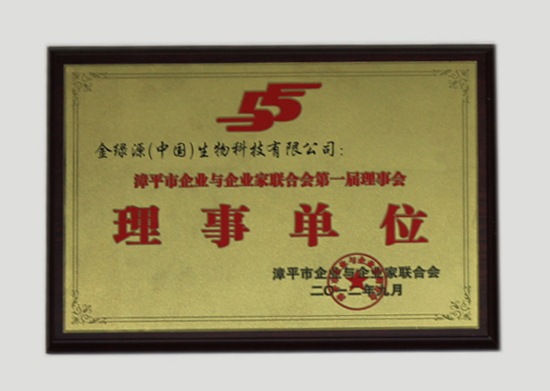 金绿源(中国)生物科技有限公司:
漳平市企业与企业家联合会第一届理事会
理事单位
漳平市企业与企业家联合会
二〇一二年九月